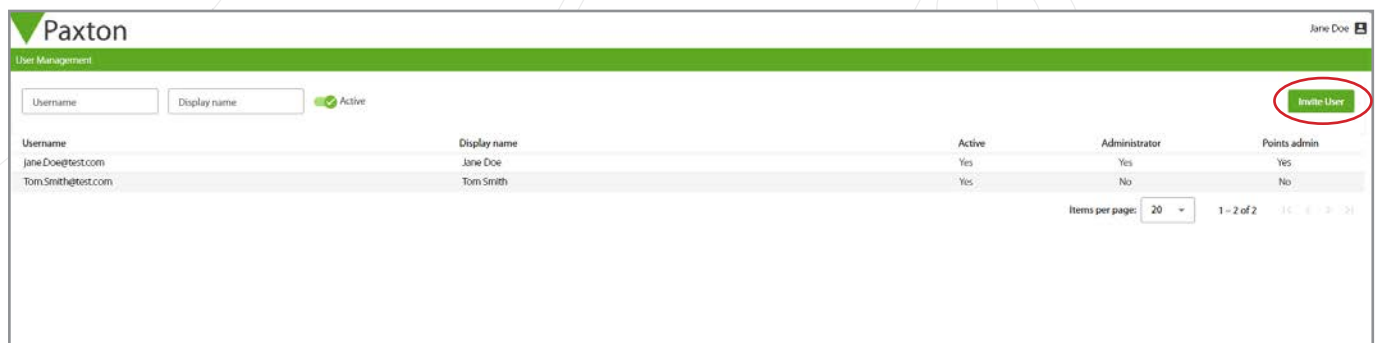 Paxton
Jane Doe
User Management
Username Display name Active Invite User
Username Display name Active Administrator Points admin
Jane.Doe@test.com Jane Doe Yes Yes Yes
Tom.Smith@test.com Tom Smith Yes No No
Items per page: 20 1 – 2 of 2